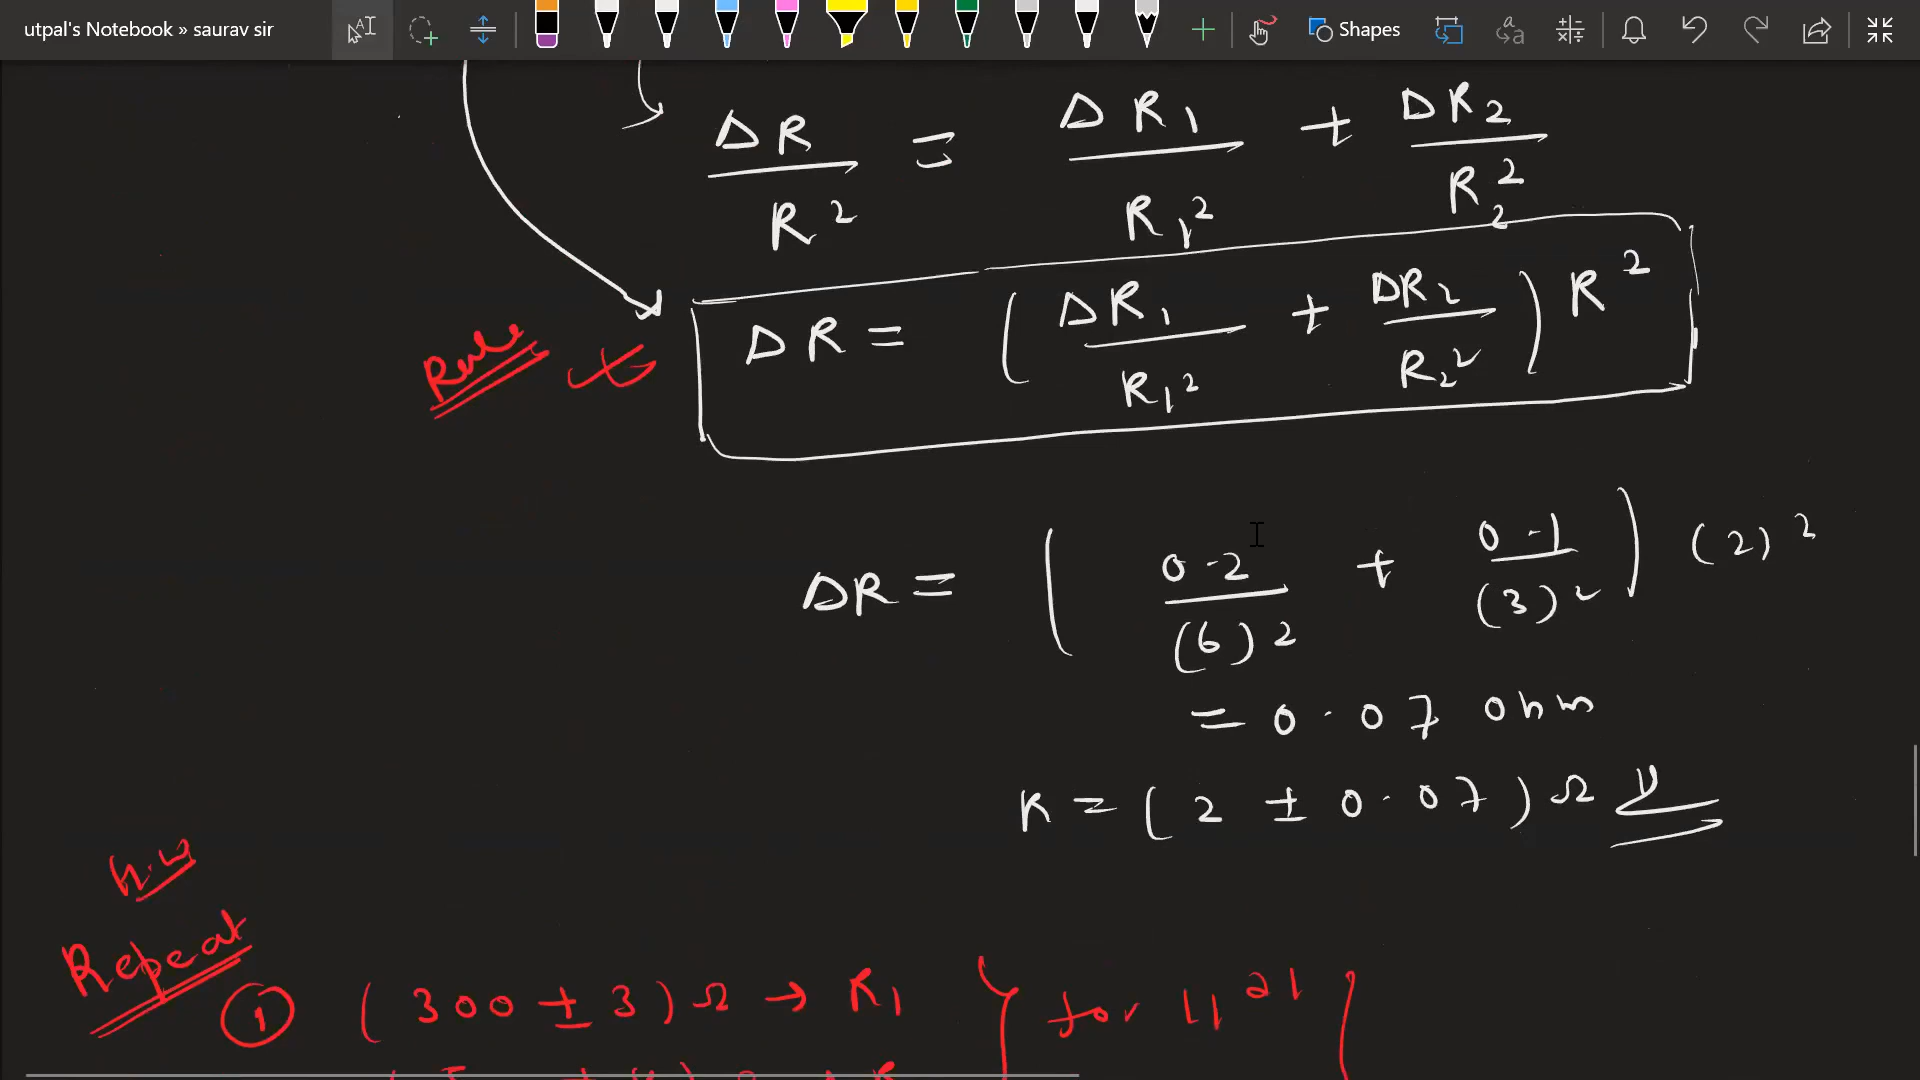 utpal's Notebook » saurav sir
Shapes
ΔR/R² = ΔR₁/R₁² + ΔR₂/R₂²
Rule
ΔR = (ΔR₁/R₁² + ΔR₂/R₂²) R²
ΔR = (0.2/(6)² + 0.1/(3)²) (2)²
= 0.07 ohm
R = (2 ± 0.07) Ω
H.W
Repeat
① (300 ± 3) Ω → R₁ } for 11